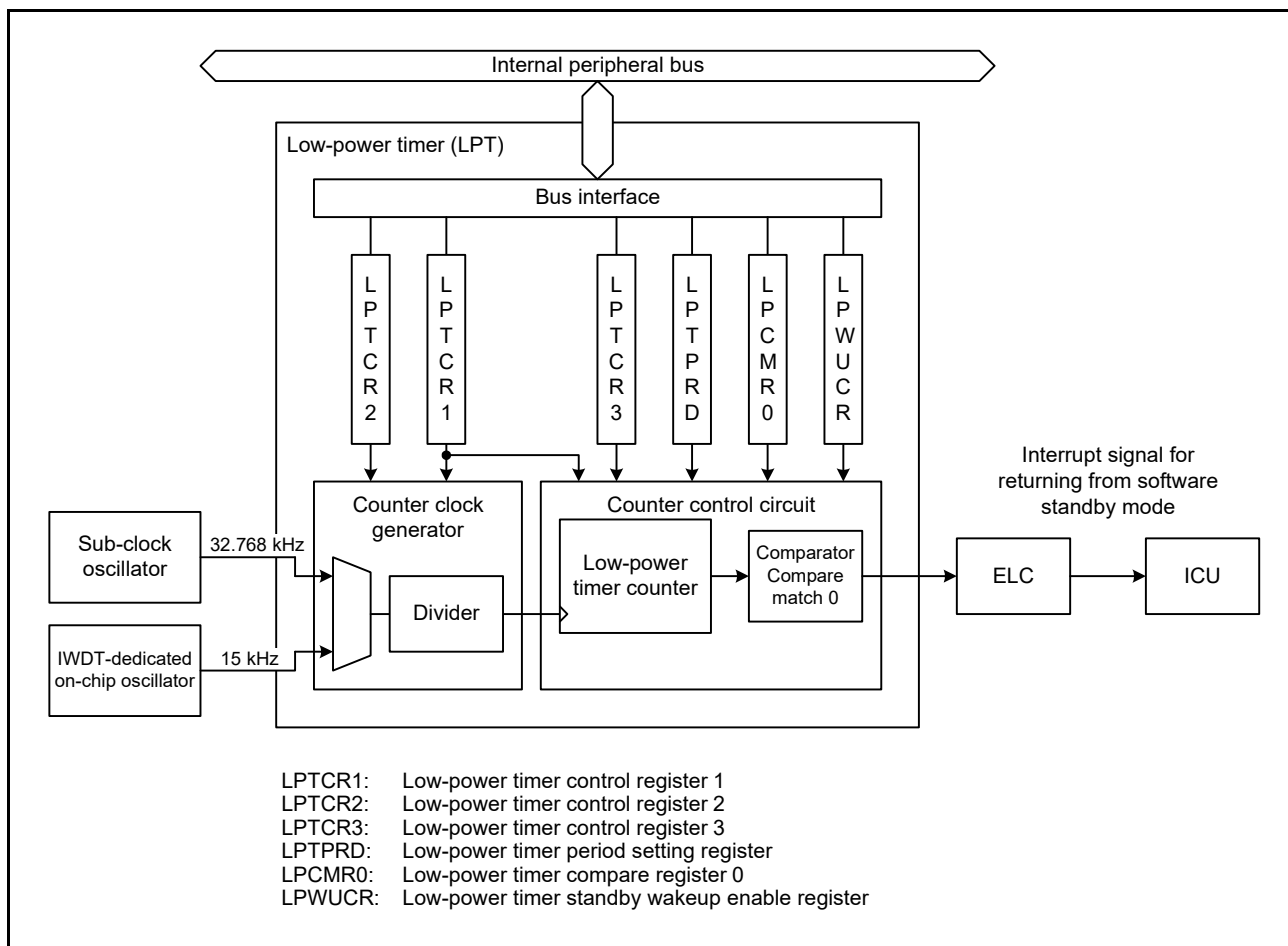 Internal peripheral bus
Low-power timer (LPT)
Bus interface
LPTCR2
LPTCR1
LPTCR3
LPTPRD
LPCMR0
LPWUCR
Interrupt signal for
returning from software
standby mode
Counter clock
generator
Counter control circuit
Sub-clock
oscillator
32.768 kHz
Divider
Low-power
timer counter
Comparator
Compare
match 0
ELC
ICU
IWDT-dedicated
on-chip oscillator
15 kHz
LPTCR1: Low-power timer control register 1
LPTCR2: Low-power timer control register 2
LPTCR3: Low-power timer control register 3
LPTPRD: Low-power timer period setting register
LPCMR0: Low-power timer compare register 0
LPWUCR: Low-power timer standby wakeup enable register